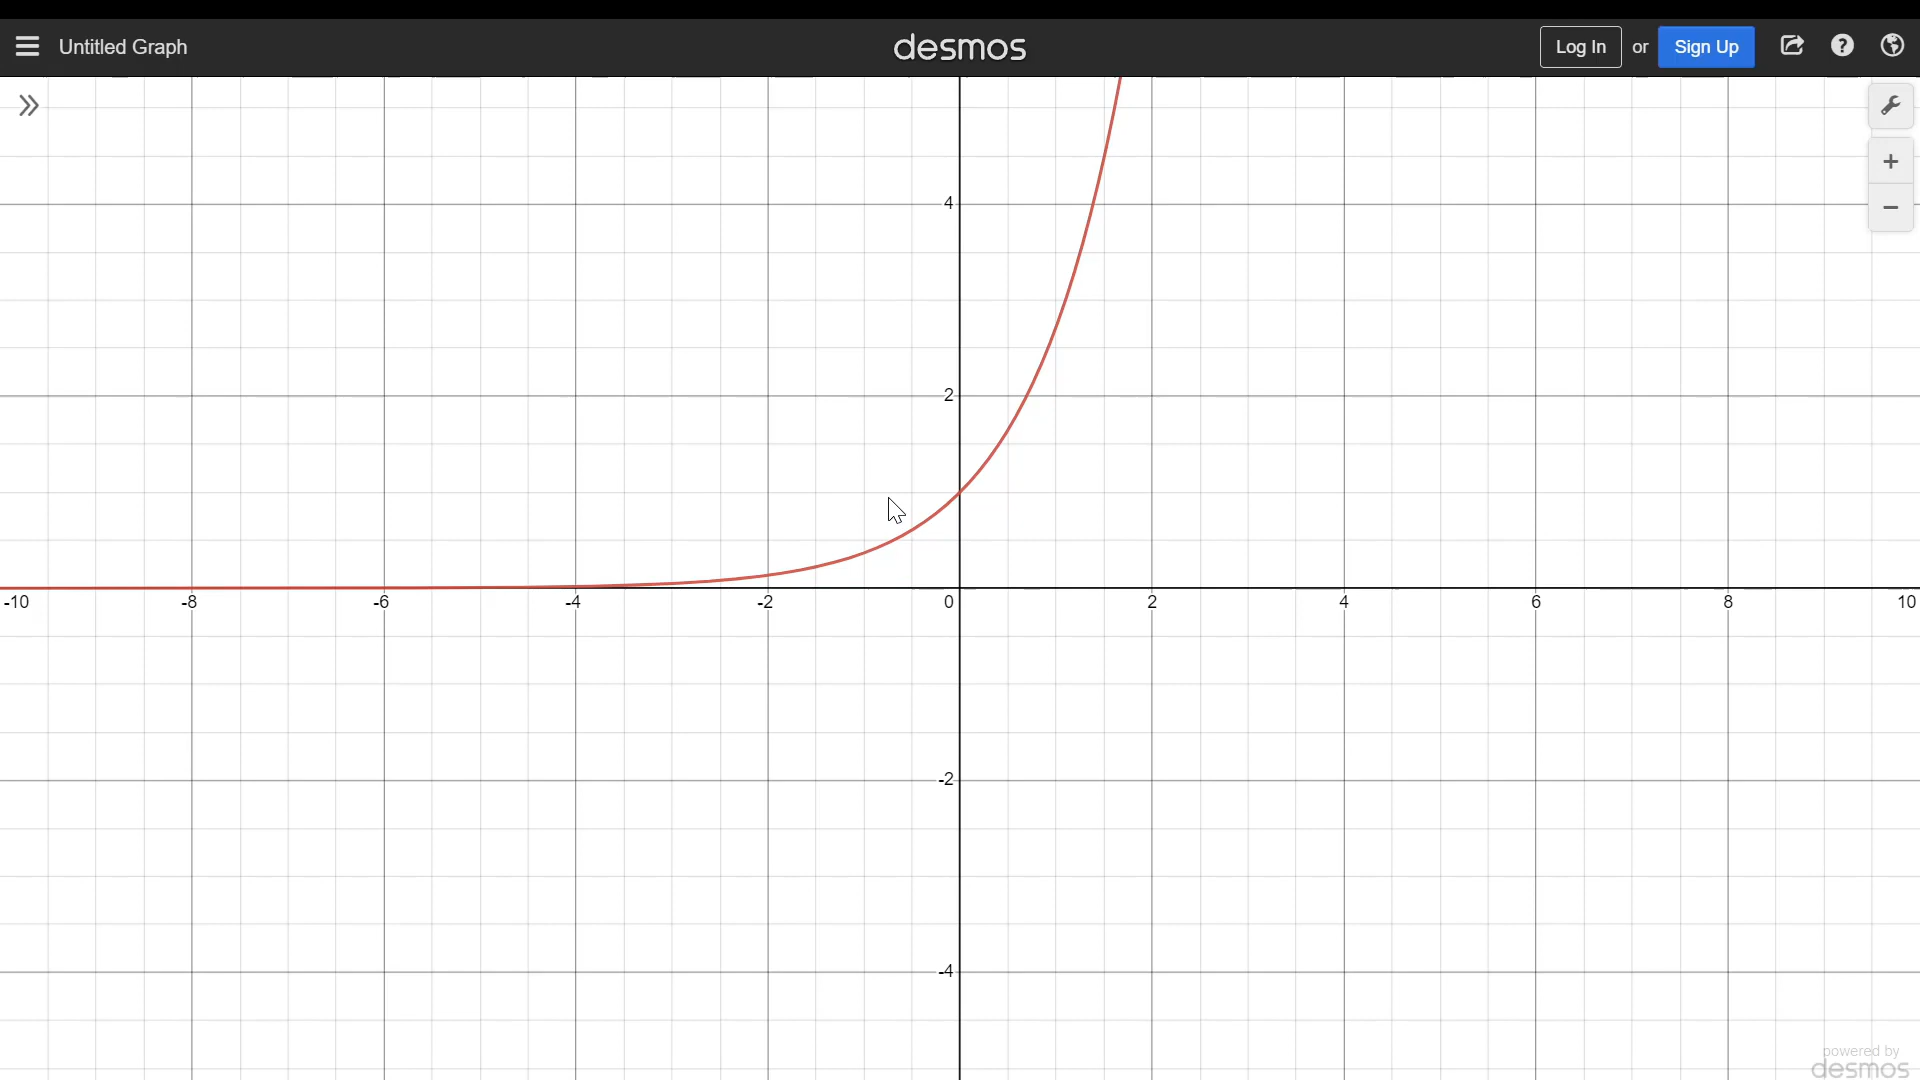 Untitled Graph
desmos
Log In or Sign Up
4
2
-10 -8 -6 -4 -2 0 2 4 6 8 10
-2
-4
powered by
desmos